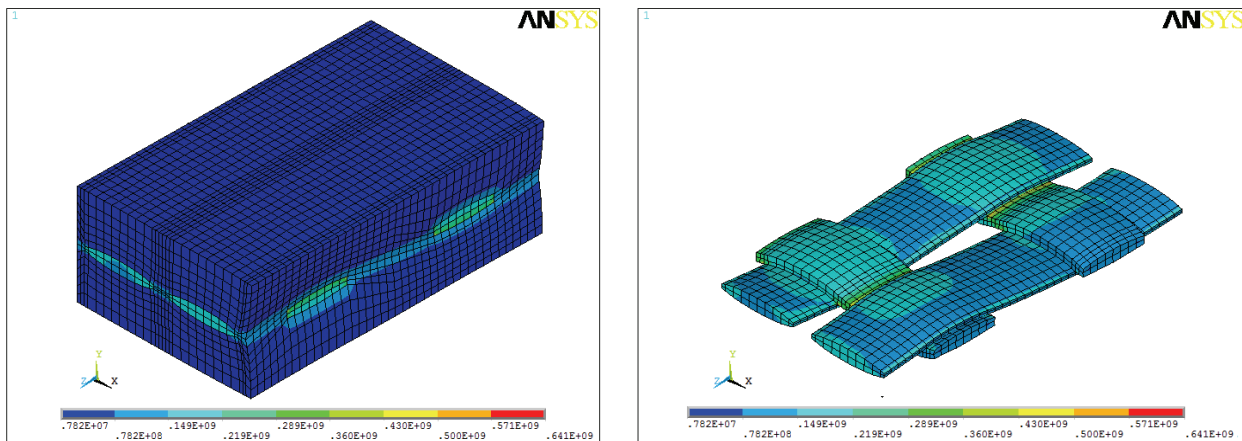 1
ANSYS
Y
Z
X
.782E+07
.149E+09
.289E+09
.430E+09
.571E+09
.782E+08
.219E+09
.360E+09
.500E+09
.641E+09
1
ANSYS
Y
Z
X
.782E+07
.149E+09
.289E+09
.430E+09
.571E+09
.782E+08
.219E+09
.360E+09
.500E+09
.641E+09